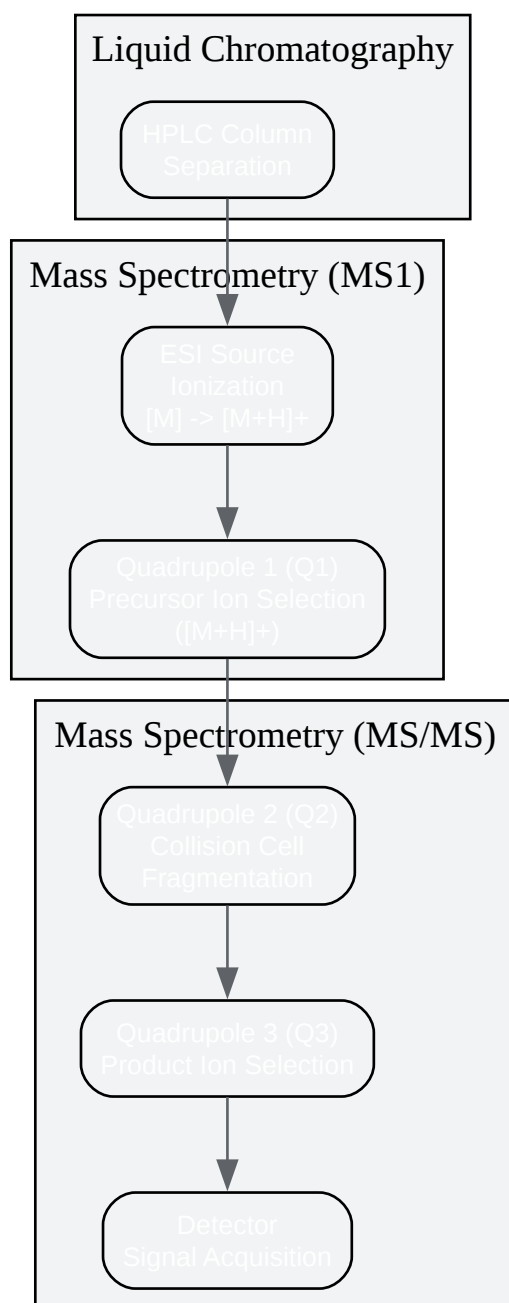 Liquid Chromatography
HPLC Column
Separation
Mass Spectrometry (MS1)
ESI Source
Ionization
[M] -> [M+H]+
Quadrupole 1 (Q1)
Precursor Ion Selection
([M+H]+)
Mass Spectrometry (MS/MS)
Quadrupole 2 (Q2)
Collision Cell
Fragmentation
Quadrupole 3 (Q3)
Product Ion Selection
Detector
Signal Acquisition